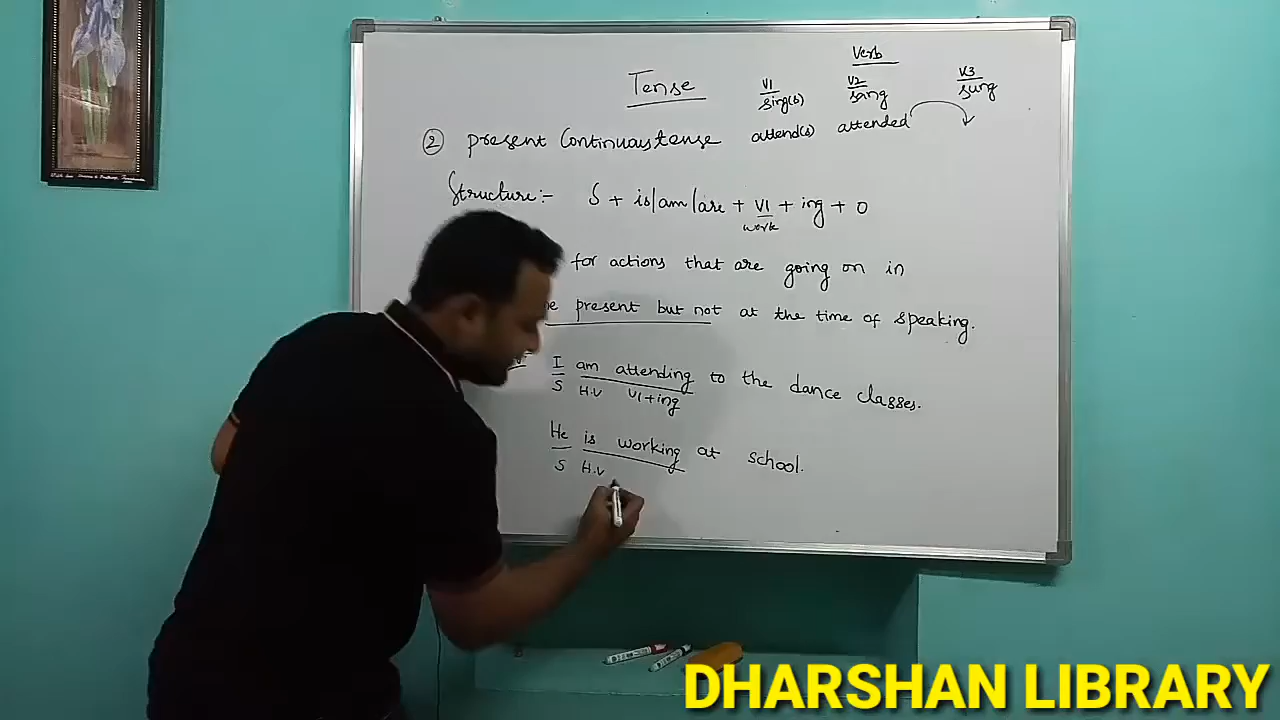 Verb
Tense V1 V2 V3
sing(s) sang sung
② present Continuous tense attend(s) attended
Structure:- S + is/am/are + V1 + ing + O
work
for actions that are going on in
present but not at the time of speaking.
I am attending to the dance classes.
S H.V V1+ing
He is working at school.
S H.V
DHARSHAN LIBRARY